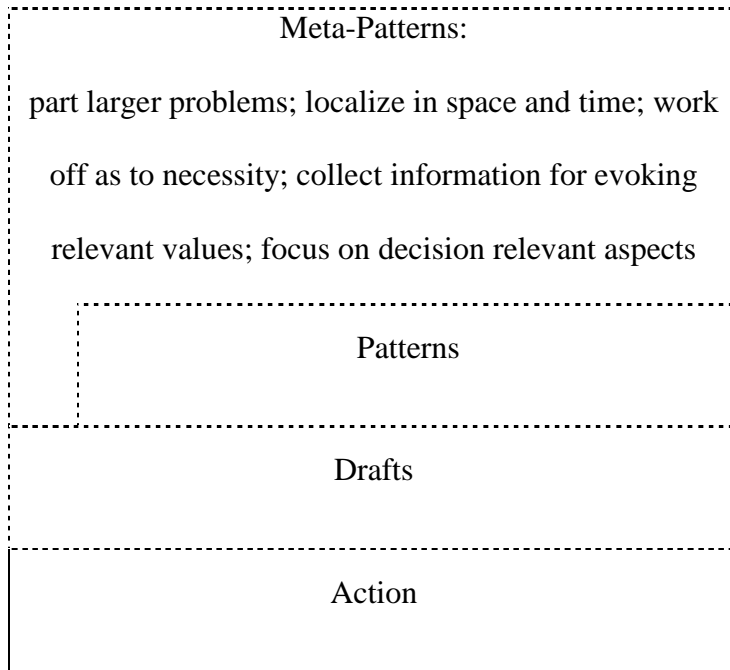 Meta-Patterns:
part larger problems; localize in space and time; work
off as to necessity; collect information for evoking
relevant values; focus on decision relevant aspects
Patterns
Drafts
Action